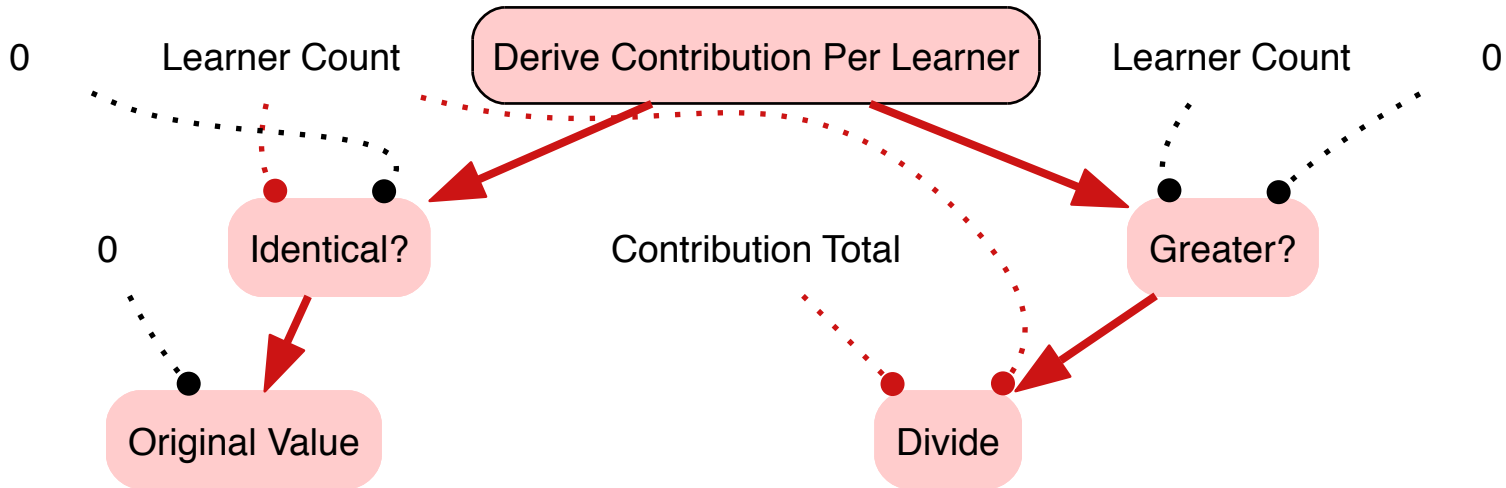 0
Learner Count
Derive Contribution Per Learner
Learner Count
0
0
Identical?
Contribution Total
Greater?
Original Value
Divide